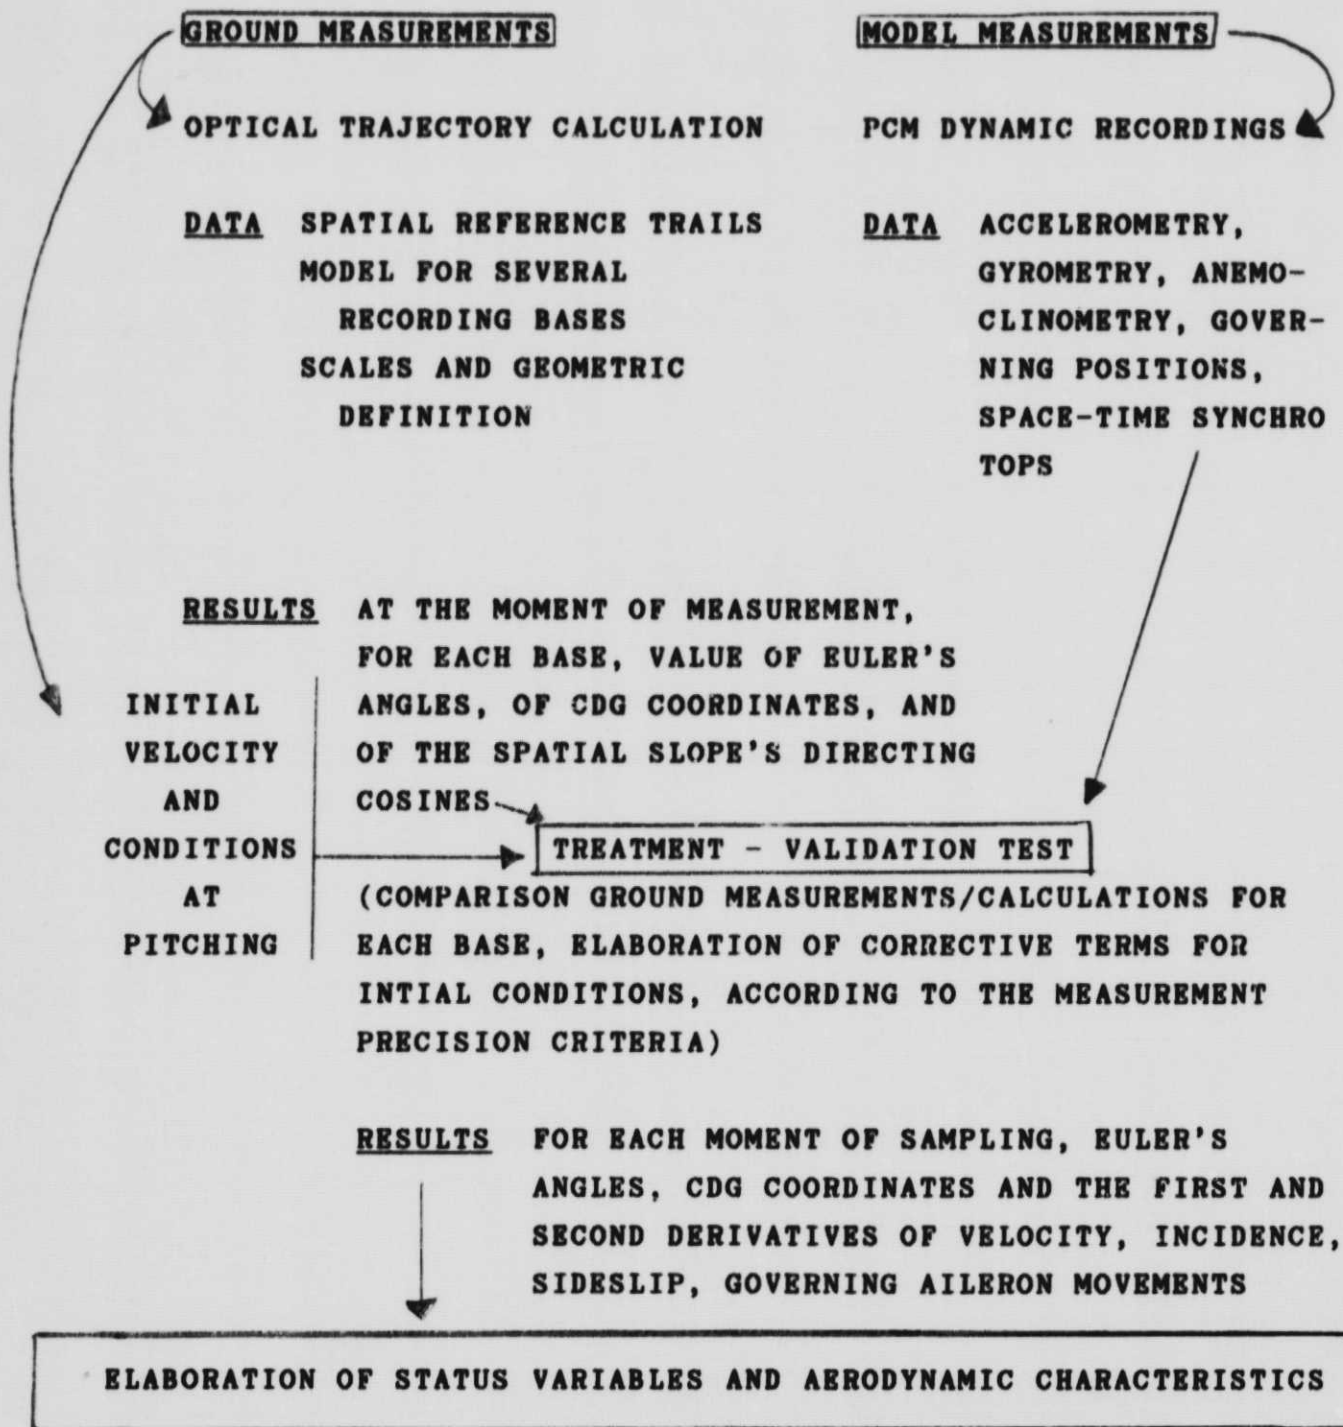 GROUND MEASUREMENTS
OPTICAL TRAJECTORY CALCULATION
DATA SPATIAL REFERENCE TRAILS
MODEL FOR SEVERAL
RECORDING BASES
SCALES AND GEOMETRIC
DEFINITION
MODEL MEASUREMENTS
PCM DYNAMIC RECORDINGS
DATA ACCELEROMETRY,
GYROMETRY, ANEMO-
CLINOMETRY, GOVER-
NING POSITIONS,
SPACE-TIME SYNCHRO
TOPS
RESULTS AT THE MOMENT OF MEASUREMENT,
FOR EACH BASE, VALUE OF EULER'S
ANGLES, OF CDG COORDINATES, AND
OF THE SPATIAL SLOPE'S DIRECTING
COSINES
INITIAL
VELOCITY
AND
CONDITIONS
AT
PITCHING
TREATMENT - VALIDATION TEST
(COMPARISON GROUND MEASUREMENTS/CALCULATIONS FOR
EACH BASE, ELABORATION OF CORRECTIVE TERMS FOR
INTIAL CONDITIONS, ACCORDING TO THE MEASUREMENT
PRECISION CRITERIA)
RESULTS FOR EACH MOMENT OF SAMPLING, EULER'S
ANGLES, CDG COORDINATES AND THE FIRST AND
SECOND DERIVATIVES OF VELOCITY, INCIDENCE,
SIDESLIP, GOVERNING AILERON MOVEMENTS
ELABORATION OF STATUS VARIABLES AND AERODYNAMIC CHARACTERISTICS